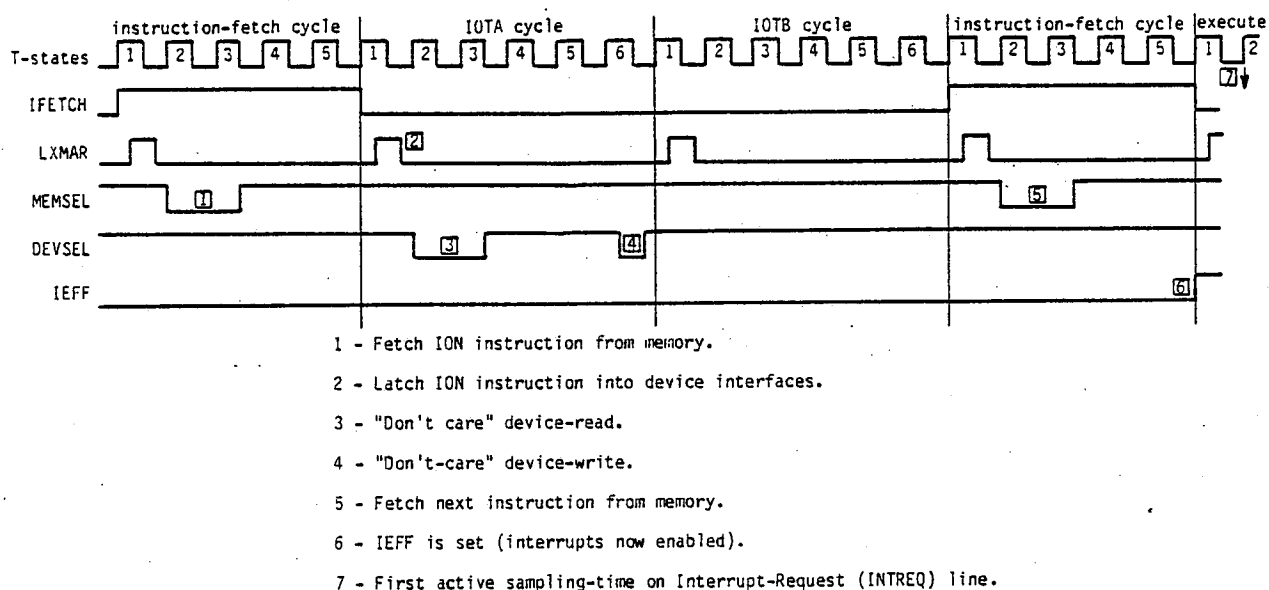 instruction-fetch cycle IOTA cycle IOTB cycle instruction-fetch cycle execute
T-states 1 2 3 4 5 1 2 3 4 5 6 1 2 3 4 5 6 1 2 3 4 5 1 2
7
IFETCH
LXMAR 2
MEMSEL 1 5
DEVSEL 3 4
IEFF 6
1 - Fetch ION instruction from memory.
2 - Latch ION instruction into device interfaces.
3 - "Don't care" device-read.
4 - "Don't-care" device-write.
5 - Fetch next instruction from memory.
6 - IEFF is set (interrupts now enabled).
7 - First active sampling-time on Interrupt-Request (INTREQ) line.